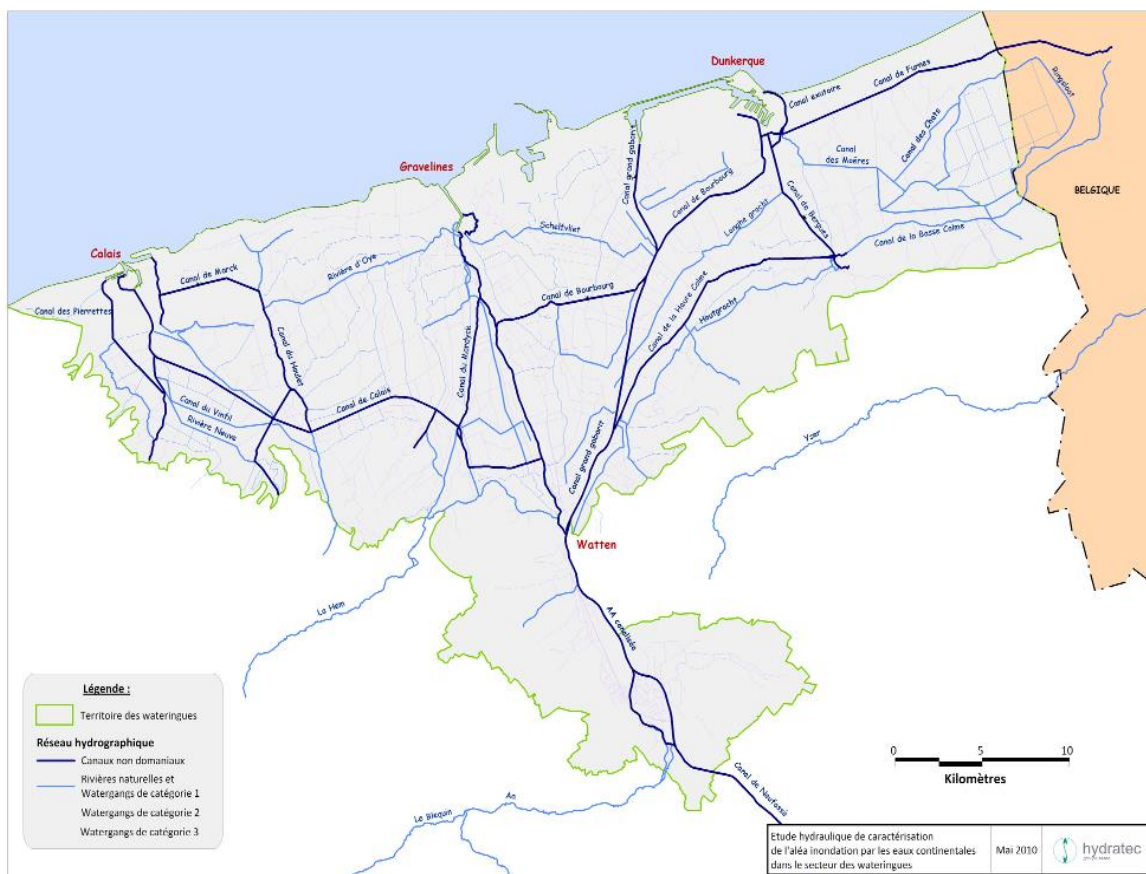 Dunkerque
Canal exutoire
Canal de Furnes
Ringsloot
Canal des Chats
Canal
des Moëres
BELGIQUE
Gravelines
Canal grand gabarit
Canal de Bourbourg
Langhe gracht
Canal de Bergues
Canal de la Basse Colme
Schelfvliet
Calais
Canal de Marck
Rivière d'Oye
Canal de Bourbourg
Canal de la Haute Colme
Houtgracht
Canal des Pierrettes
Canal du Houlet
Canal du Mardyck
Canal de Calais
Canal du Vinfil
Rivière Neuve
Canal grand gabarit
Yzer
Watten
La Hem
AA canalisée
Légende :
Territoire des wateringues
Réseau hydrographique
Canaux non domaniaux
Rivières naturelles et
Watergangs de catégorie 1
Watergangs de catégorie 2
Watergangs de catégorie 3
0 5 10
Kilomètres
Canal de Neufossé
Aa
Le Bléquin
Etude hydraulique de caractérisation
de l'aléa inondation par les eaux continentales
dans le secteur des wateringues
Mai 2010
hydratec